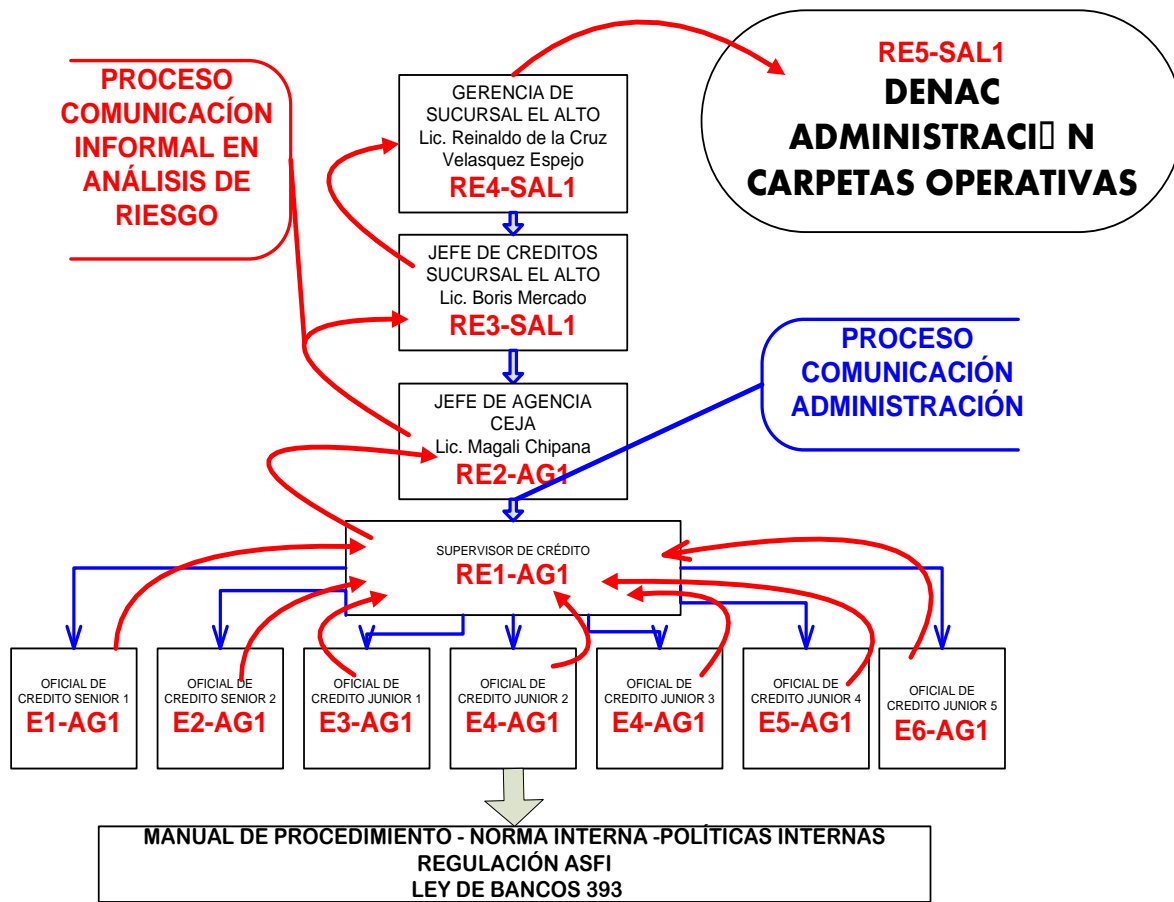 PROCESO
COMUNICACÍON
INFORMAL EN
ANÁLISIS DE
RIESGO
GERENCIA DE
SUCURSAL EL ALTO
Lic. Reinaldo de la Cruz
Velasquez Espejo
RE4-SAL1
RE5-SAL1
DENAC
ADMINISTRACI▯N
CARPETAS OPERATIVAS
JEFE DE CREDITOS
SUCURSAL EL ALTO
Lic. Boris Mercado
RE3-SAL1
PROCESO
COMUNICACIÓN
ADMINISTRACIÓN
JEFE DE AGENCIA
CEJA
Lic. Magali Chipana
RE2-AG1
SUPERVISOR DE CRÉDITO
RE1-AG1
OFICIAL DE
CREDITO SENIOR 1
E1-AG1
OFICIAL DE
CREDITO SENIOR 2
E2-AG1
OFICIAL DE
CREDITO JUNIOR 1
E3-AG1
OFICIAL DE
CREDITO JUNIOR 2
E4-AG1
OFICIAL DE
CREDITO JUNIOR 3
E4-AG1
OFICIAL DE
CREDITO JUNIOR 4
E5-AG1
OFICIAL DE
CREDITO JUNIOR 5
E6-AG1
MANUAL DE PROCEDIMIENTO - NORMA INTERNA -POLÍTICAS INTERNAS
REGULACIÓN ASFI
LEY DE BANCOS 393